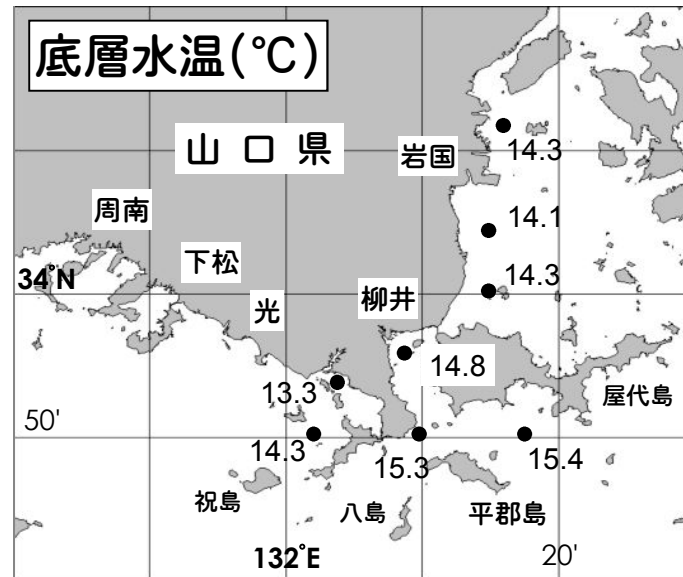 底層水温(℃)
山口県
岩国
14.3
周南
14.1
下松
34°N
14.3
光
柳井
14.8
13.3
屋代島
50'
14.3
15.3
15.4
祝島
八島
平郡島
132°E
20'